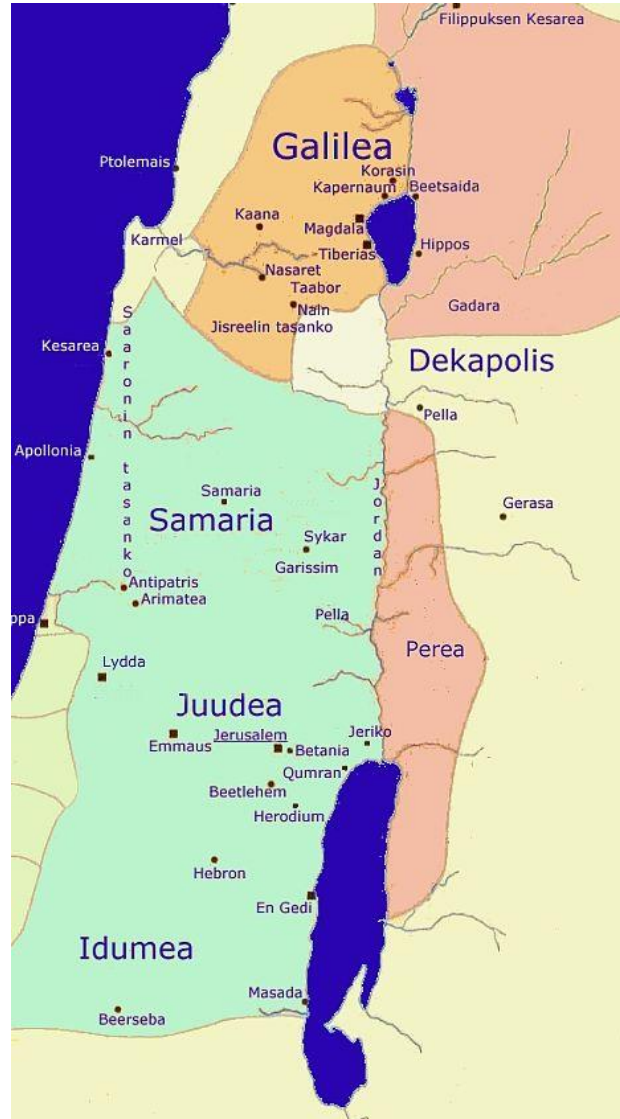 Filippuksen Kesarea
Galilea
Ptolemais
Korasin
Kapernaum
Beetsaida
Kaana
Magdala
Karmel
Tiberias
Hippos
Nasaret
Taabor
Nain
Gadara
Jisreelin tasanko
Saaronin tasanko
Kesarea
Dekapolis
Pella
Apollonia
Jordan
Samaria
Gerasa
Samaria
Sykar
Garissim
Antipatris
Arimatea
Pella
ppa
Perea
Lydda
Juudea
Jerusalem
Jeriko
Emmaus
Betania
Qumran
Beetlehem
Herodium
Hebron
En Gedi
Idumea
Masada
Beerseba